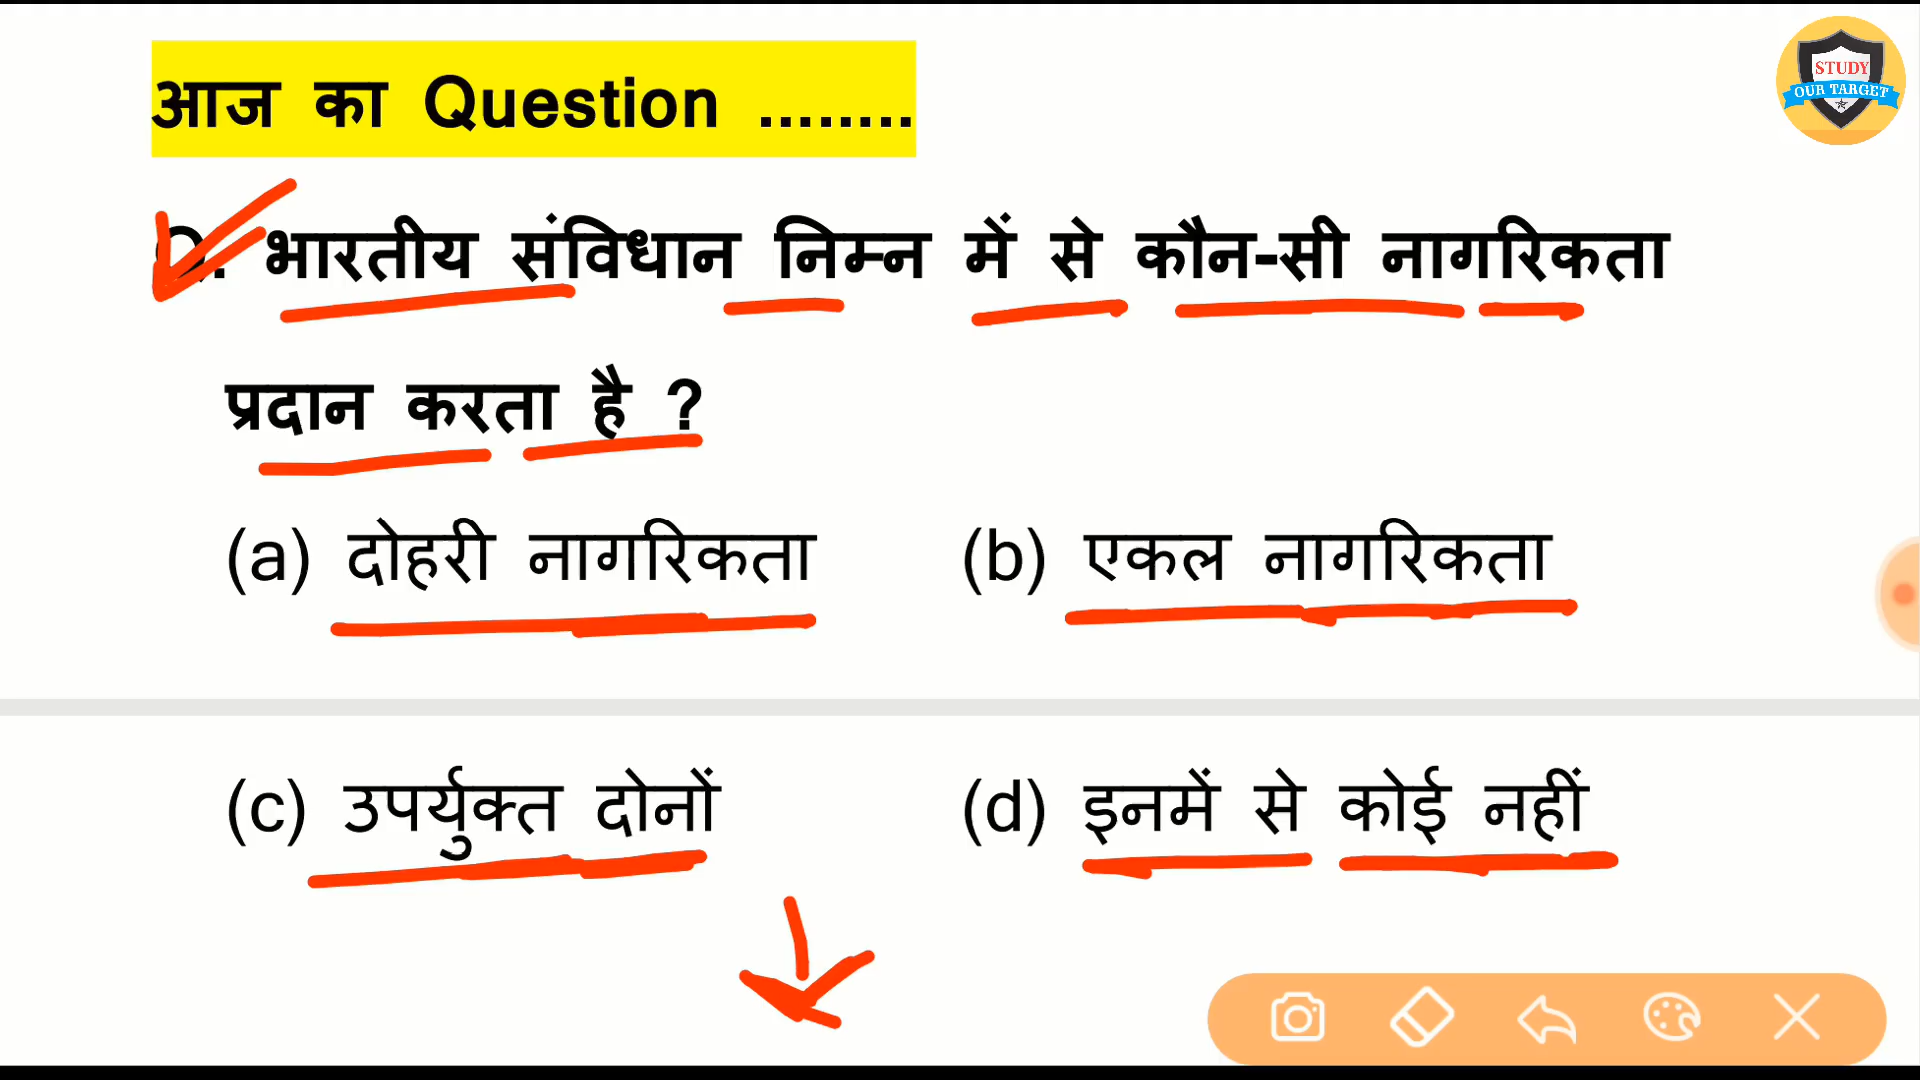 आज का Question ........
STUDY
OUR TARGET
Q. भारतीय संविधान निम्न में से कौन-सी नागरिकता
प्रदान करता है ?
(a) दोहरी नागरिकता (b) एकल नागरिकता
(c) उपर्युक्त दोनों (d) इनमें से कोई नहीं